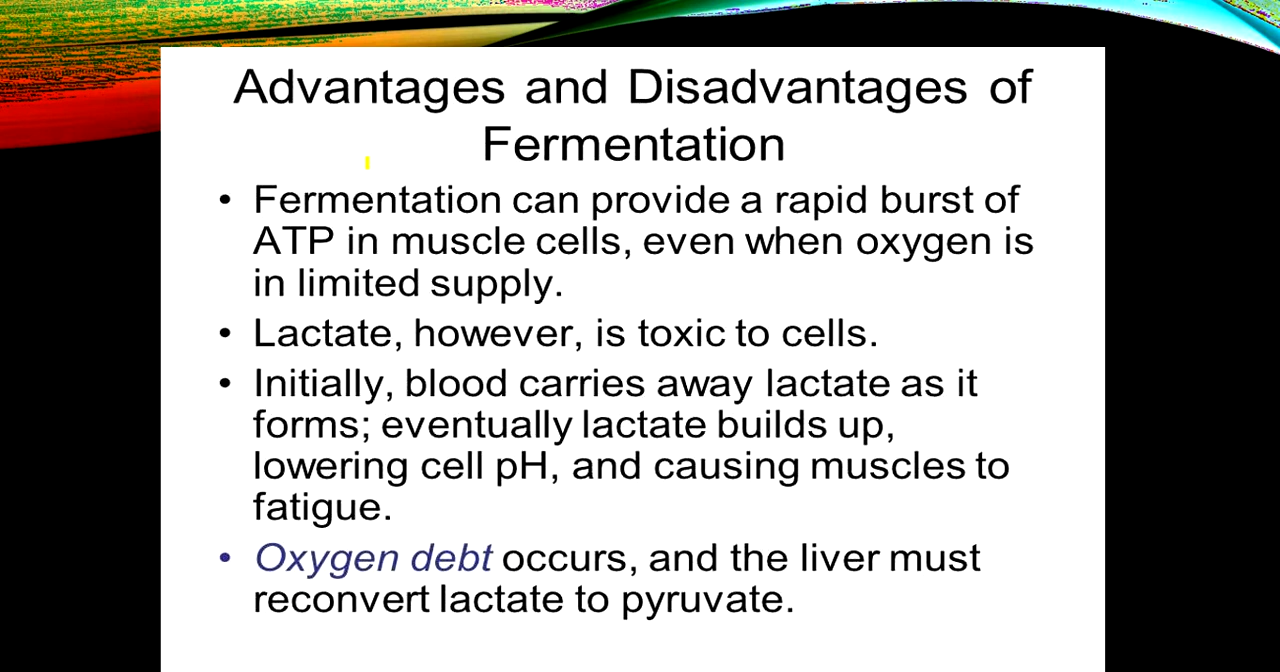 Advantages and Disadvantages of
Fermentation
• Fermentation can provide a rapid burst of
ATP in muscle cells, even when oxygen is
in limited supply.
• Lactate, however, is toxic to cells.
• Initially, blood carries away lactate as it
forms; eventually lactate builds up,
lowering cell pH, and causing muscles to
fatigue.
• Oxygen debt occurs, and the liver must
reconvert lactate to pyruvate.